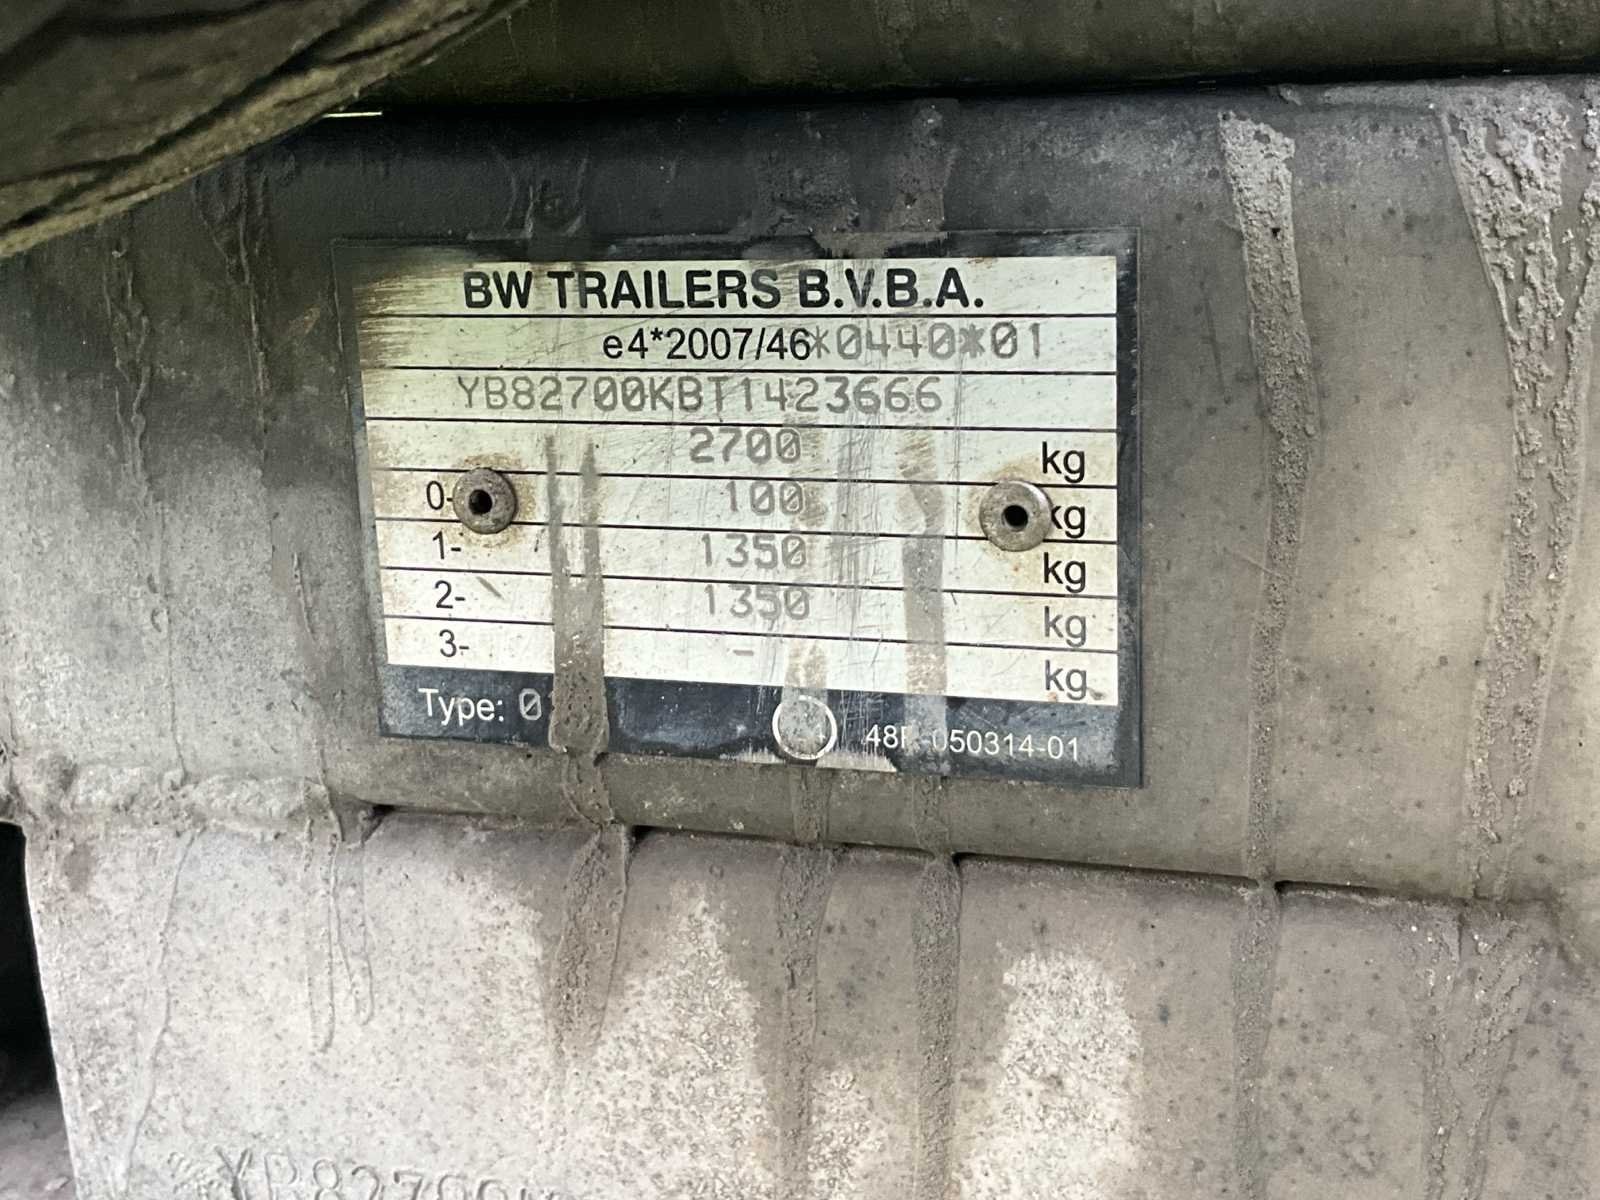 BW TRAILERS B.V.B.A.
e4*2007/46*0440*01
YB82700KBT1423666
2700 kg
0- 100 kg
1- 1350 kg
2- 1350 kg
3- - kg
Type:
050314-01